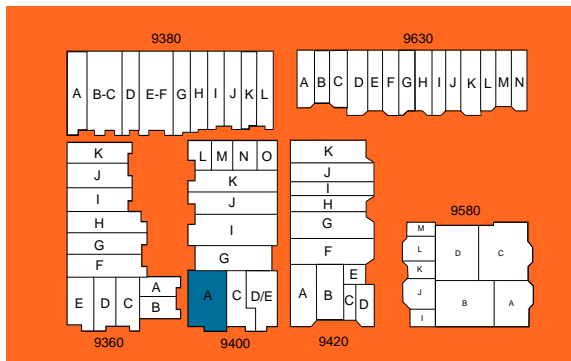 9380
9630
A B-C D E-F G H I J K L
A B C D E F G H I J K L M N
K
J
I
H
G
F
E D C
A
B
L M N O
K
J
I
G
A C D/E
K
J
I
H
G
F
A B
E
C D
9580
M
L
K
J
I
D C
B A
9360
9400
9420